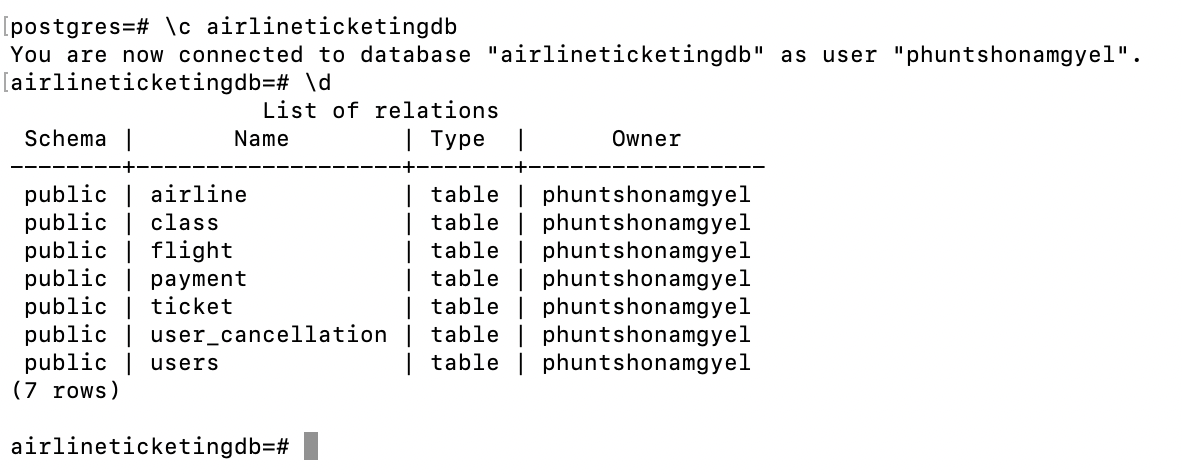 [postgres=# \c airlineticketingdb
You are now connected to database "airlineticketingdb" as user "phuntshonamgyel".
[airlineticketingdb=# \d
                  List of relations
 Schema |       Name        | Type  |      Owner
--------+-------------------+-------+-----------------
 public | airline           | table | phuntshonamgyel
 public | class             | table | phuntshonamgyel
 public | flight            | table | phuntshonamgyel
 public | payment           | table | phuntshonamgyel
 public | ticket            | table | phuntshonamgyel
 public | user_cancellation | table | phuntshonamgyel
 public | users             | table | phuntshonamgyel
(7 rows)
airlineticketingdb=#